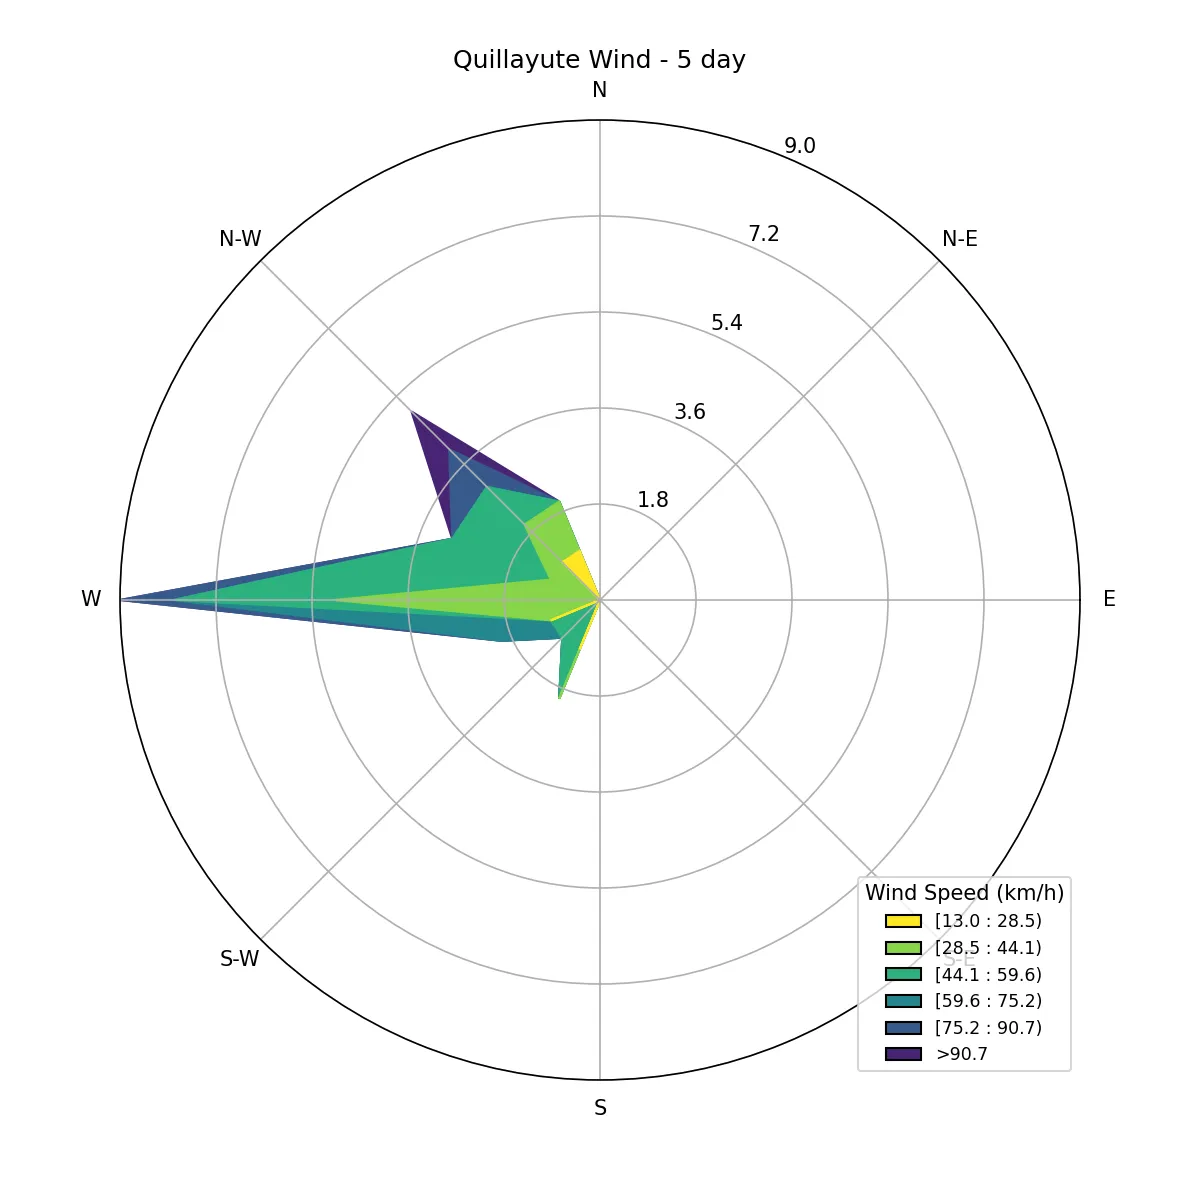 Quillayute Wind - 5 day
N
9.0
N-W
N-E
7.2
5.4
3.6
1.8
W
E
Wind Speed (km/h)
[13.0 : 28.5)
[28.5 : 44.1)
S-W
S-E
[44.1 : 59.6)
[59.6 : 75.2)
[75.2 : 90.7)
>90.7
S